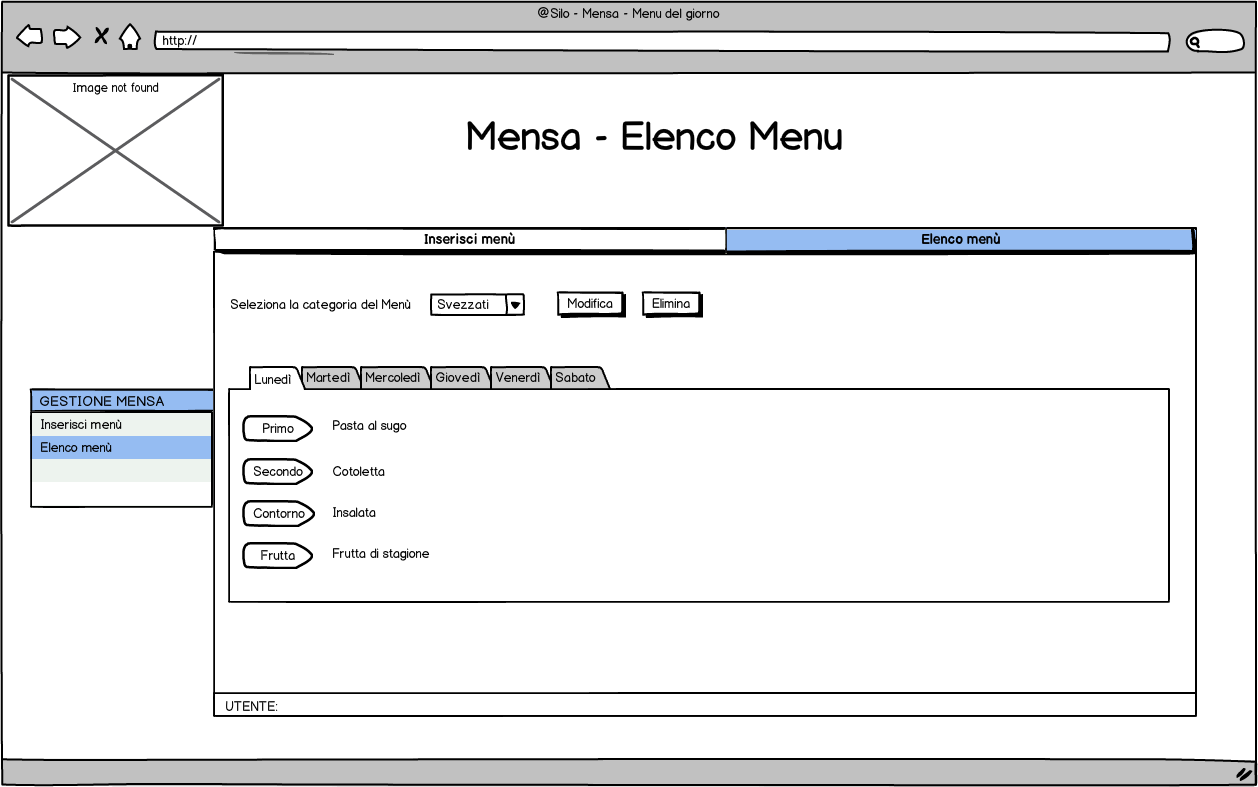 @Silo - Mensa - Menu del giorno
http://
Image not found
Mensa - Elenco Menu
Inserisci menù
Elenco menù
Seleziona la categoria del Menù
Svezzati
Modifica
Elimina
Lunedì
Martedì
Mercoledì
Giovedì
Venerdì
Sabato
GESTIONE MENSA
Inserisci menù
Elenco menù
Primo
Pasta al sugo
Secondo
Cotoletta
Contorno
Insalata
Frutta
Frutta di stagione
UTENTE: